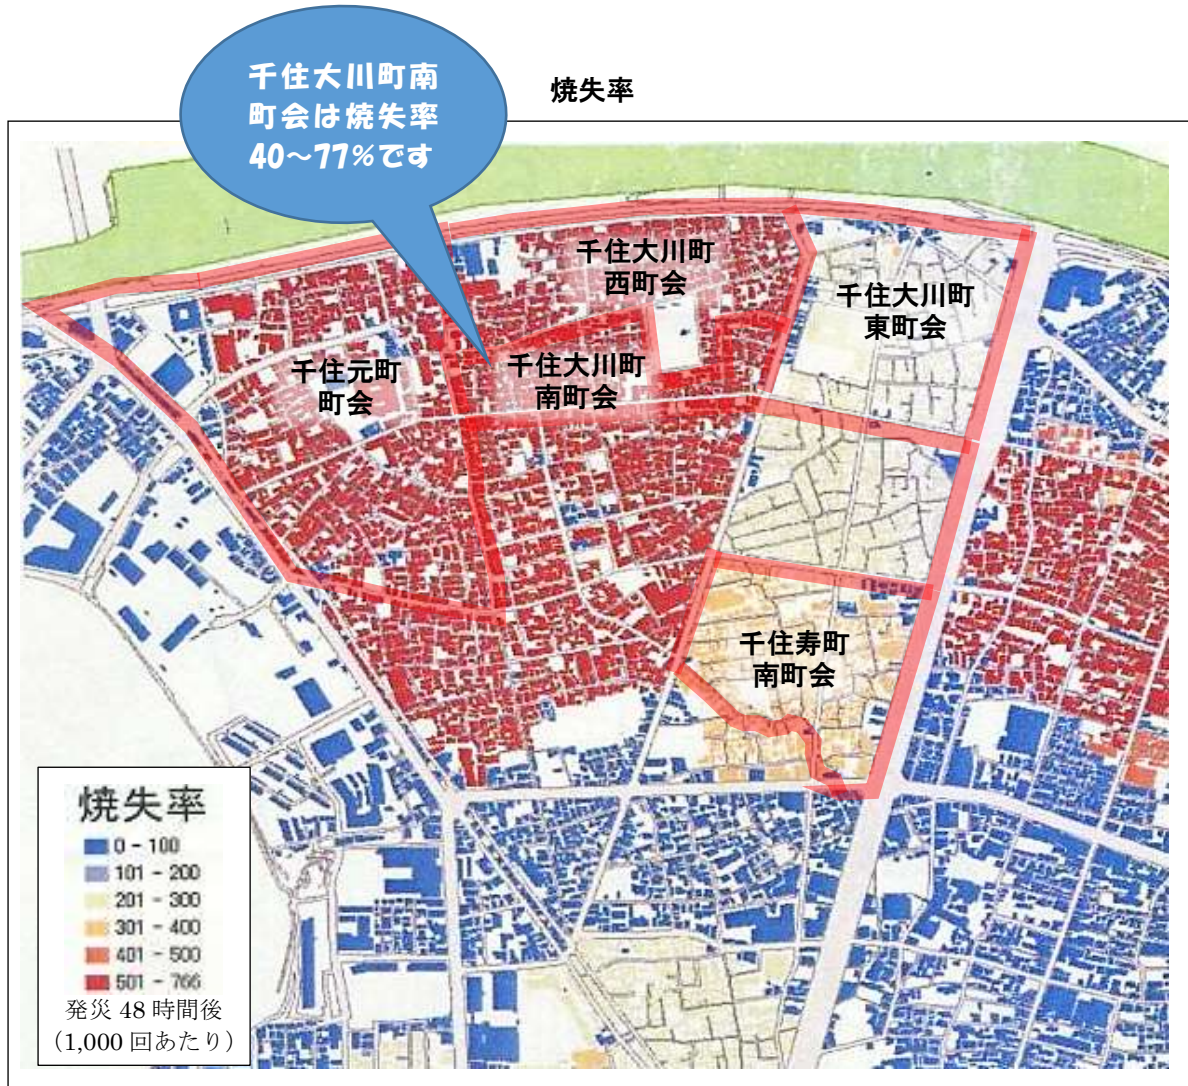 千住大川町南
町会は焼失率
40～77％です
焼失率
千住大川町
西町会
千住大川町
東町会
千住元町
町会
千住大川町
南町会
千住寿町
南町会
焼失率
0 - 100
101 - 200
201 - 300
301 - 400
401 - 500
501 - 766
発災 48 時間後
（1,000 回あたり）